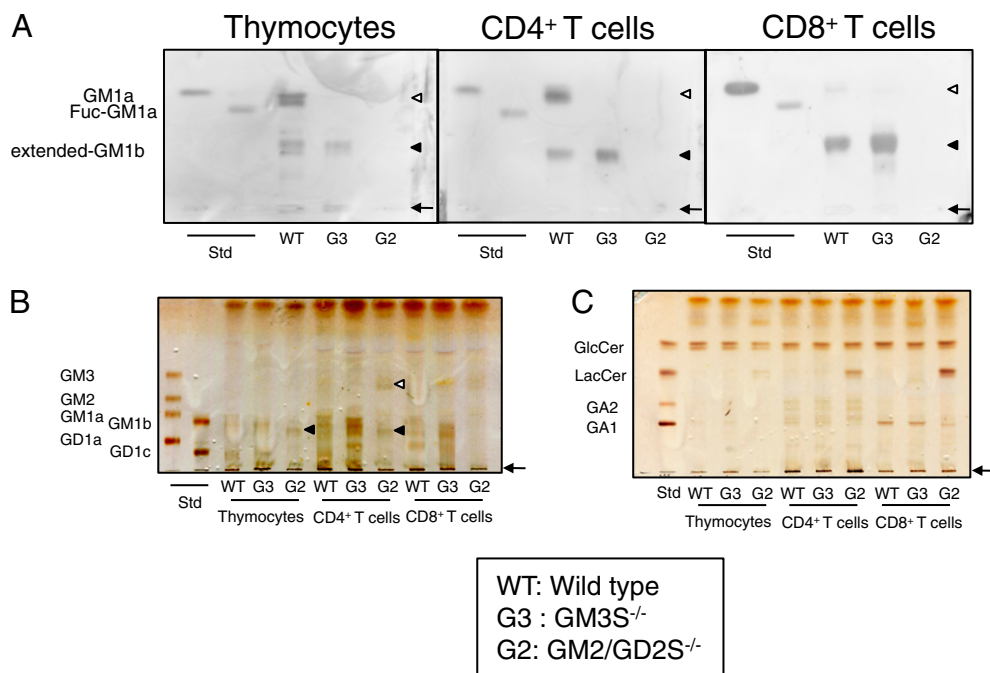 A
Thymocytes
CD4+ T cells
CD8+ T cells
GM1a
Fuc-GM1a
extended-GM1b
Std
WT
G3
G2
Std
WT
G3
G2
Std
WT
G3
G2
B
GM3
GM2
GM1a
GM1b
GD1a
GD1c
Std
WT G3 G2 WT G3 G2 WT G3 G2
Thymocytes CD4+ T cells CD8+ T cells
C
GlcCer
LacCer
GA2
GA1
Std WT G3 G2 WT G3 G2 WT G3 G2
Thymocytes CD4+ T cells CD8+ T cells
WT: Wild type
G3 : GM3S-/-
G2: GM2/GD2S-/-